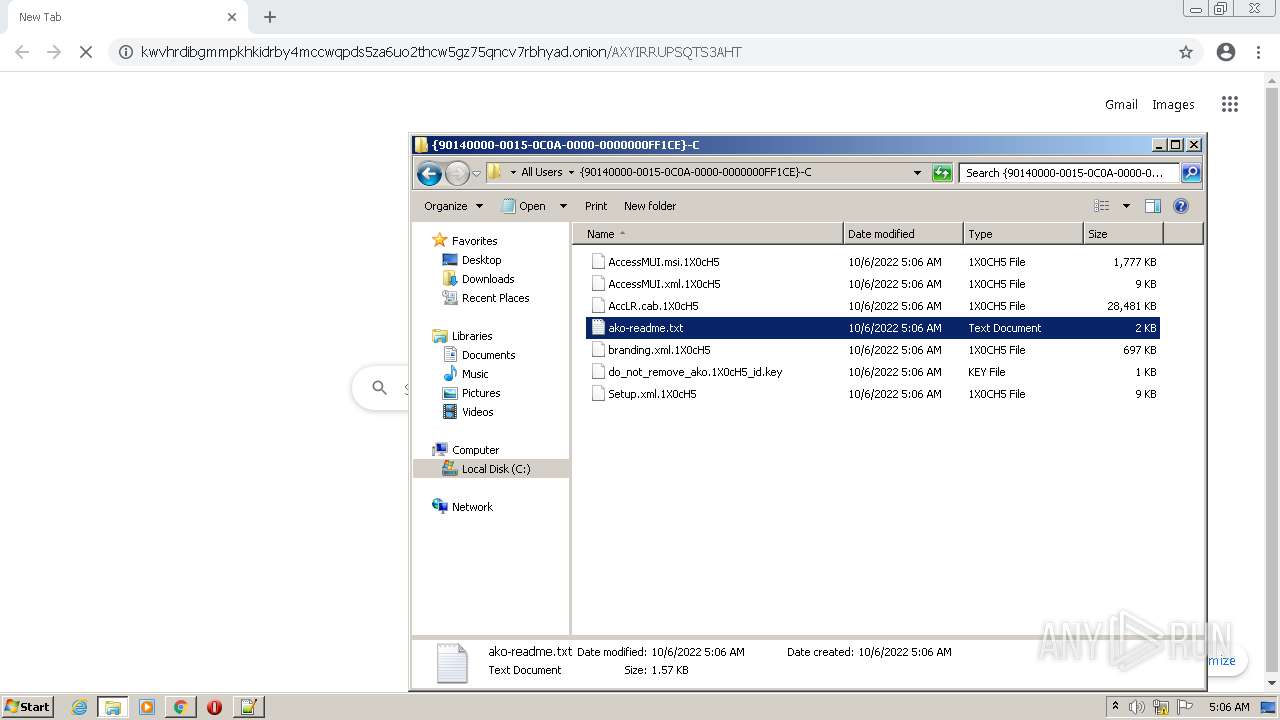 New Tab
kwvhrdibgmmpkhkidrby4mccwqpds5za6uo2thcw5gz75qncv7rbhyad.onion/AXYIRRUPSQTS3AHT
Gmail Images
{90140000-0015-0C0A-0000-0000000FF1CE}-C
All Users {90140000-0015-0C0A-0000-0000000FF1CE}-C Search {90140000-0015-0C0A-0000-0...
Organize Open Print New folder
Name Date modified Type Size
Favorites
Desktop
Downloads
Recent Places
Libraries
Documents
Music
Pictures
Videos
Computer
Local Disk (C:)
Network
AccessMUI.msi.1X0cH5 10/6/2022 5:06 AM 1X0CH5 File 1,777 KB
AccessMUI.xml.1X0cH5 10/6/2022 5:06 AM 1X0CH5 File 9 KB
AccLR.cab.1X0cH5 10/6/2022 5:06 AM 1X0CH5 File 28,481 KB
ako-readme.txt 10/6/2022 5:06 AM Text Document 2 KB
branding.xml.1X0cH5 10/6/2022 5:06 AM 1X0CH5 File 697 KB
do_not_remove_ako.1X0cH5_id.key 10/6/2022 5:06 AM KEY File 1 KB
Setup.xml.1X0cH5 10/6/2022 5:06 AM 1X0CH5 File 9 KB
ako-readme.txt Date modified: 10/6/2022 5:06 AM Date created: 10/6/2022 5:06 AM
Text Document Size: 1.57 KB
ANY RUN
mize
Start 5:06 AM